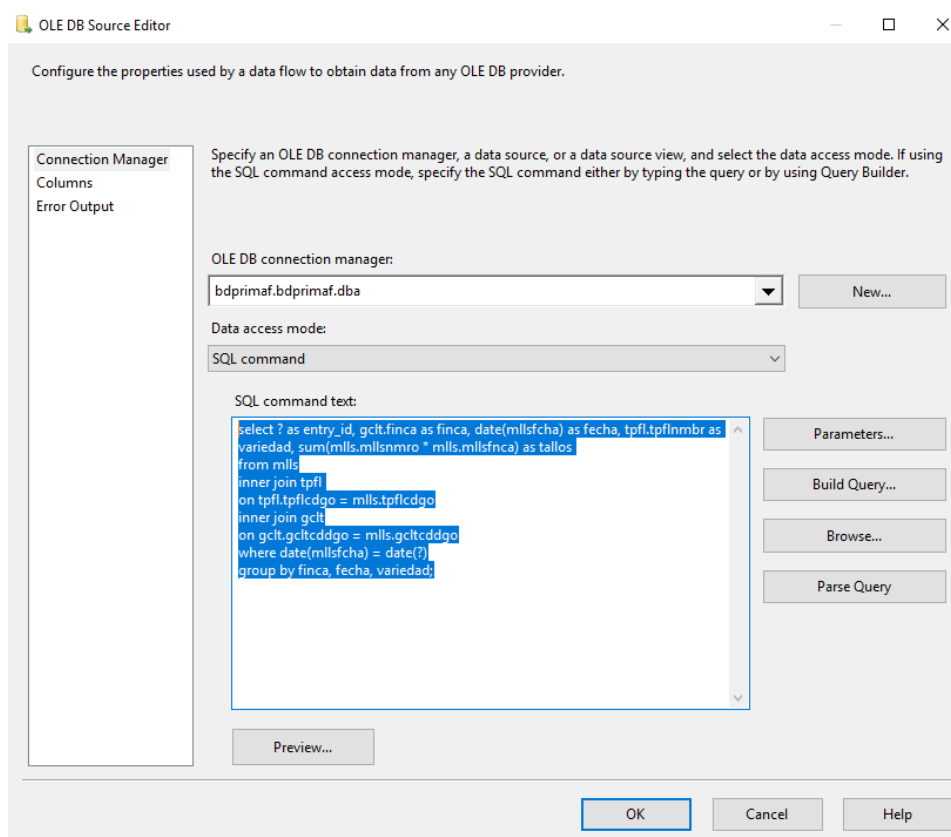 OLE DB Source Editor
Configure the properties used by a data flow to obtain data from any OLE DB provider.
Connection Manager
Columns
Error Output
Specify an OLE DB connection manager, a data source, or a data source view, and select the data access mode. If using
the SQL command access mode, specify the SQL command either by typing the query or by using Query Builder.
OLE DB connection manager:
bdprimaf.bdprimaf.dba
New...
Data access mode:
SQL command
SQL command text:
select ? as entry_id, gclt.finca as finca, date(mllsfcha) as fecha, tpfl.tpflnmbr as
variedad, sum(mlls.mllsnmro * mlls.mllsfnca) as tallos
from mlls
inner join tpfl
on tpfl.tpflcdgo = mlls.tpflcdgo
inner join gclt
on gclt.gcltcddgo = mlls.gcltcddgo
where date(mllsfcha) = date(?)
group by finca, fecha, variedad;
Parameters...
Build Query...
Browse...
Parse Query
Preview...
OK
Cancel
Help